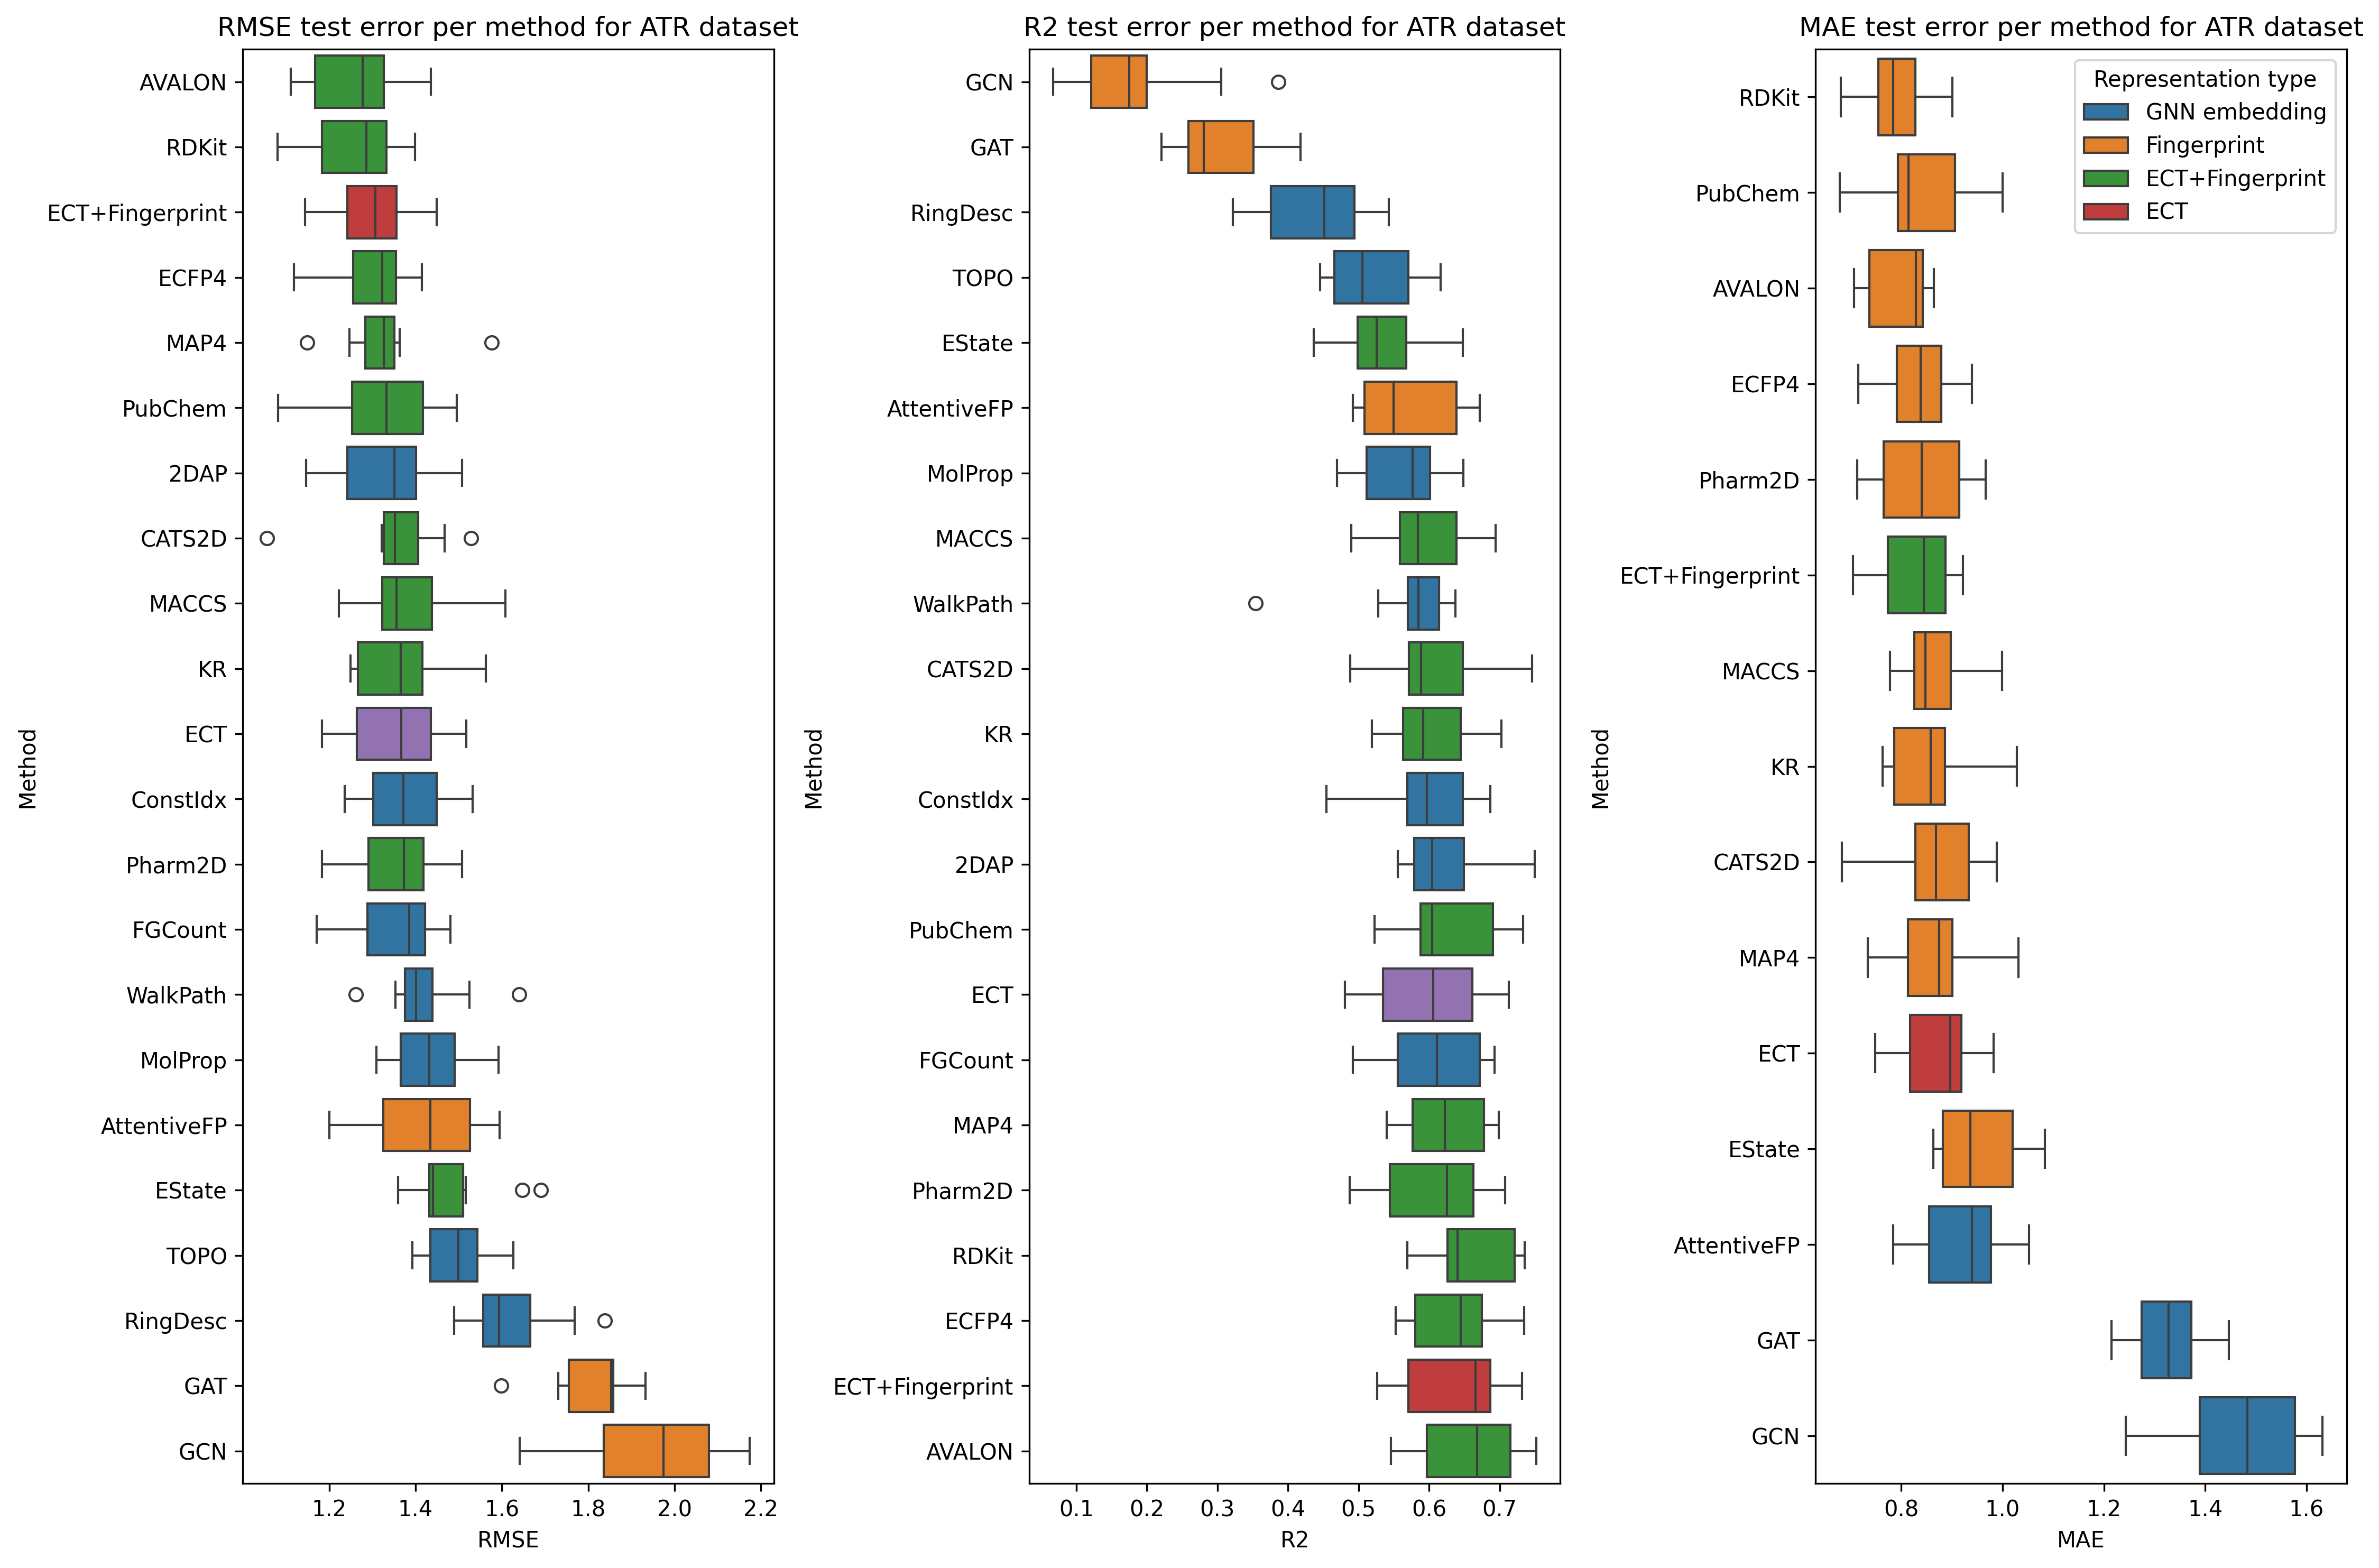 RMSE test error per method for ATR dataset
Method
AVALON
RDKit
ECT+Fingerprint
ECFP4
MAP4
PubChem
2DAP
CATS2D
MACCS
KR
ECT
ConstIdx
Pharm2D
FGCount
WalkPath
MolProp
AttentiveFP
EState
TOPO
RingDesc
GAT
GCN
1.2 1.4 1.6 1.8 2.0 2.2
RMSE
R2 test error per method for ATR dataset
Method
GCN
GAT
RingDesc
TOPO
EState
AttentiveFP
MolProp
MACCS
WalkPath
CATS2D
KR
ConstIdx
2DAP
PubChem
ECT
FGCount
MAP4
Pharm2D
RDKit
ECFP4
ECT+Fingerprint
AVALON
0.1 0.2 0.3 0.4 0.5 0.6 0.7
R2
MAE test error per method for ATR dataset
Method
RDKit
PubChem
AVALON
ECFP4
Pharm2D
ECT+Fingerprint
MACCS
KR
CATS2D
MAP4
ECT
EState
AttentiveFP
GAT
GCN
0.8 1.0 1.2 1.4 1.6
MAE
Representation type
GNN embedding
Fingerprint
ECT+Fingerprint
ECT